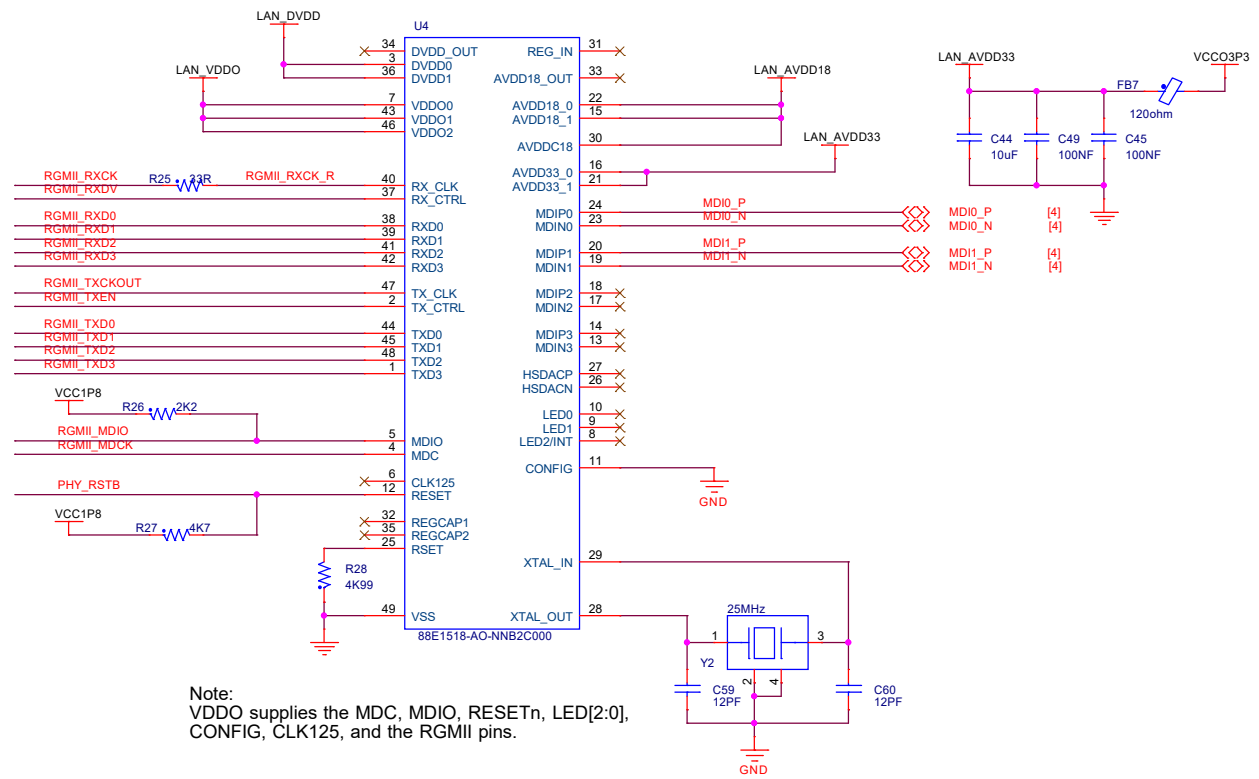 LAN_DVDD
U4
34 DVDD_OUT
3 DVDD0
36 DVDD1
LAN_VDDO
7 VDDO0
43 VDDO1
46 VDDO2
RGMII_RXCK R25 33R RGMII_RXCK_R 40 RX_CLK
RGMII_RXDV 37 RX_CTRL
RGMII_RXD0 38 RXD0
RGMII_RXD1 39 RXD1
RGMII_RXD2 41 RXD2
RGMII_RXD3 42 RXD3
RGMII_TXCKOUT 47 TX_CLK
RGMII_TXEN 2 TX_CTRL
RGMII_TXD0 44 TXD0
RGMII_TXD1 45 TXD1
RGMII_TXD2 48 TXD2
RGMII_TXD3 1 TXD3
VCC1P8
R26 2K2
RGMII_MDIO 5 MDIO
RGMII_MDCK 4 MDC
6 CLK125
PHY_RSTB 12 RESET
VCC1P8
R27 4K7
32 REGCAP1
35 REGCAP2
25 RSET
R28
4K99
49 VSS
88E1518-AO-NNB2C000
REG_IN 31
AVDD18_OUT 33
LAN_AVDD18
AVDD18_0 22
AVDD18_1 15
AVDDC18 30
LAN_AVDD33
AVDD33_0 16
AVDD33_1 21
MDIP0 24 MDI0_P MDI0_P [4]
MDIN0 23 MDI0_N MDI0_N [4]
MDIP1 20 MDI1_P MDI1_P [4]
MDIN1 19 MDI1_N MDI1_N [4]
MDIP2 18
MDIN2 17
MDIP3 14
MDIN3 13
HSDACP 27
HSDACN 26
LED0 10
LED1 9
LED2/INT 8
CONFIG 11
GND
XTAL_IN 29
XTAL_OUT 28
25MHz
1 3
Y2
2 4
C59
12PF
C60
12PF
GND
LAN_AVDD33
VCCO3P3
FB7
120ohm
C44
10uF
C49
100NF
C45
100NF
Note:
VDDO supplies the MDC, MDIO, RESETn, LED[2:0],
CONFIG, CLK125, and the RGMII pins.